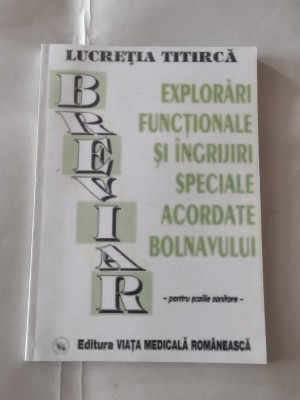 LUCREȚIA TITIRCĂ
BREVIAR
EXPLORĂRI
FUNCȚIONALE
ȘI ÎNGRIJIRI
SPECIALE
ACORDATE
BOLNAVULUI
- pentru școlile sanitare -
Editura VIAȚA MEDICALĂ ROMÂNEASCĂ